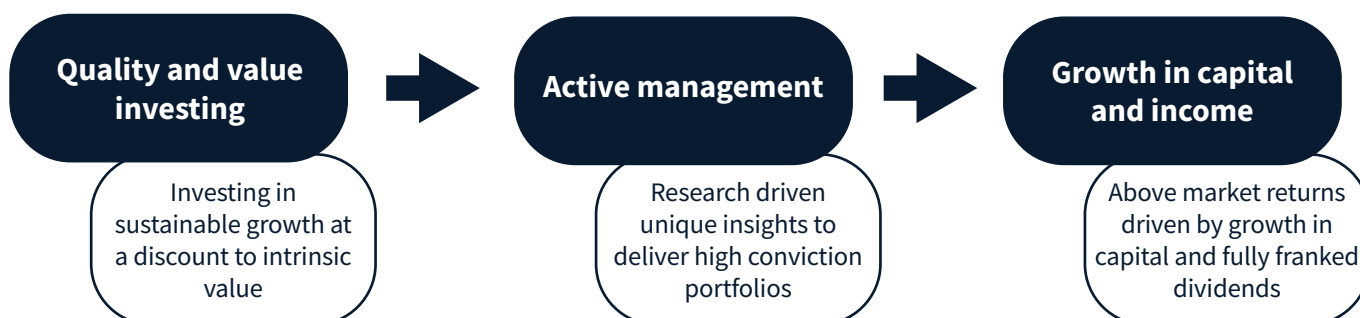 Quality and value
investing
Investing in
sustainable growth at
a discount to intrinsic
value
Active management
Research driven
unique insights to
deliver high conviction
portfolios
Growth in capital
and income
Above market returns
driven by growth in
capital and fully franked
dividends